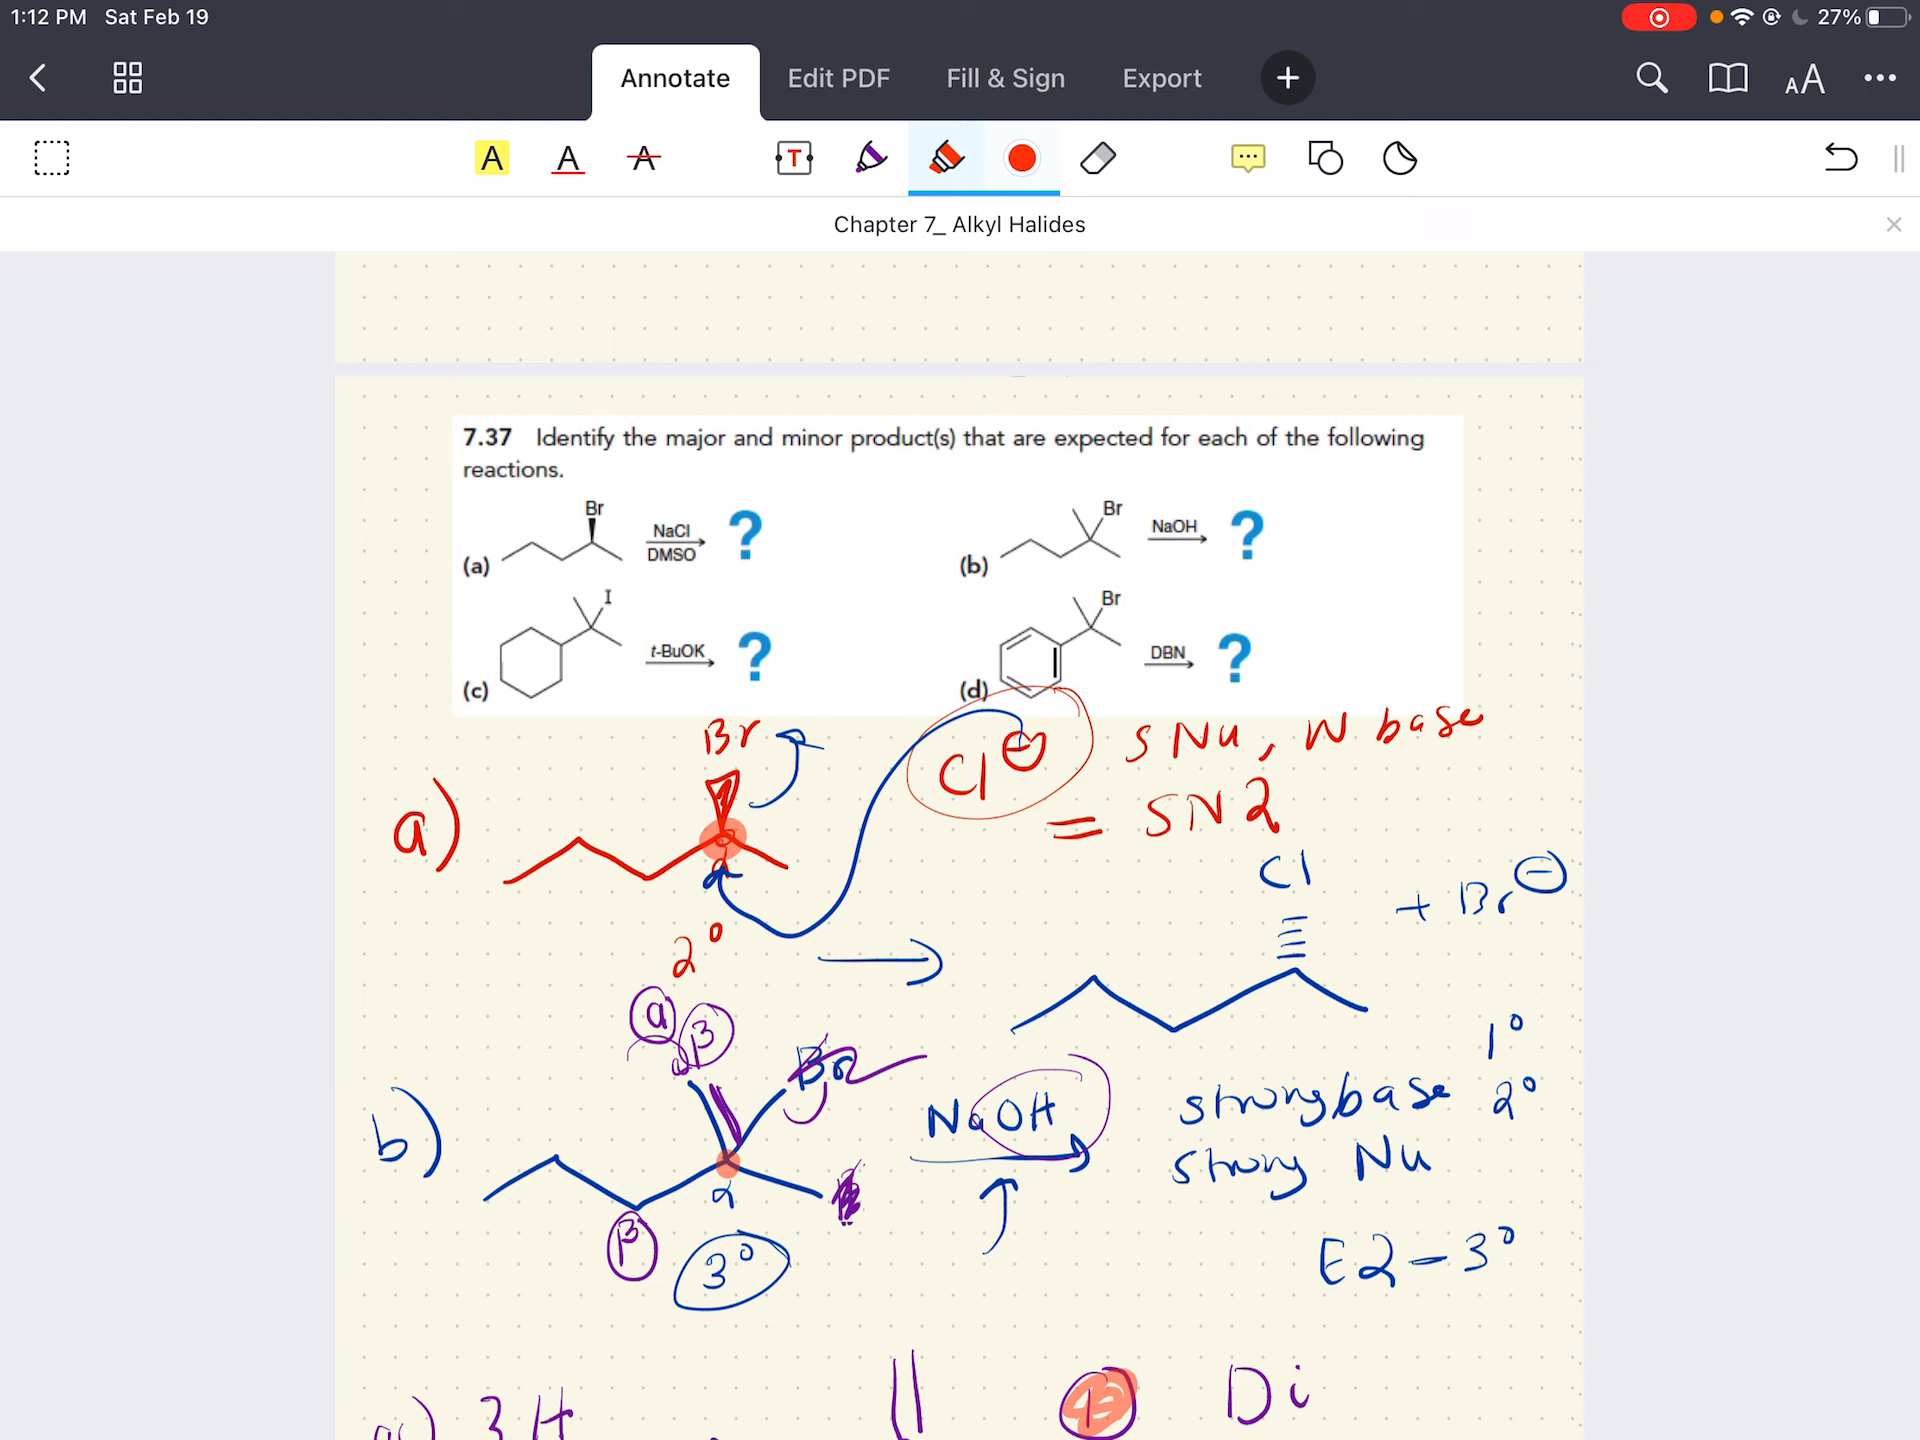 1:12 PM Sat Feb 19 27%
Annotate Edit PDF Fill & Sign Export
Chapter 7_ Alkyl Halides
7.37 Identify the major and minor product(s) that are expected for each of the following
reactions.
(a) Br NaCl DMSO ?
(b) Br NaOH ?
(c) I t-BuOK ?
(d) Br DBN ?
a) Br Cl⊖ SNu, W base
= SN2
2°
Cl + Br⊖
a β
b) Br NaOH strong base 1°
2°
strong Nu
α
β 3° E2 - 3°
3H Di